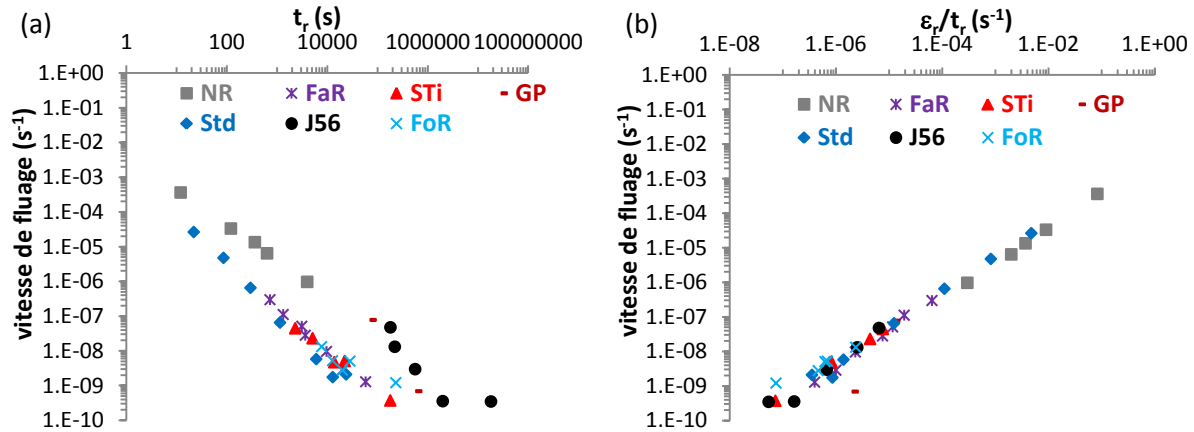 (a)
t_r (s)
1 100 10000 1000000 100000000
vitesse de fluage (s⁻¹)
1.E+00
1.E-01
1.E-02
1.E-03
1.E-04
1.E-05
1.E-06
1.E-07
1.E-08
1.E-09
1.E-10
NR FaR STi GP
Std J56 FoR
(b)
ε_r/t_r (s⁻¹)
1.E-08 1.E-06 1.E-04 1.E-02 1.E+00
vitesse de fluage (s⁻¹)
1.E+00
1.E-01
1.E-02
1.E-03
1.E-04
1.E-05
1.E-06
1.E-07
1.E-08
1.E-09
1.E-10
NR FaR STi GP
Std J56 FoR